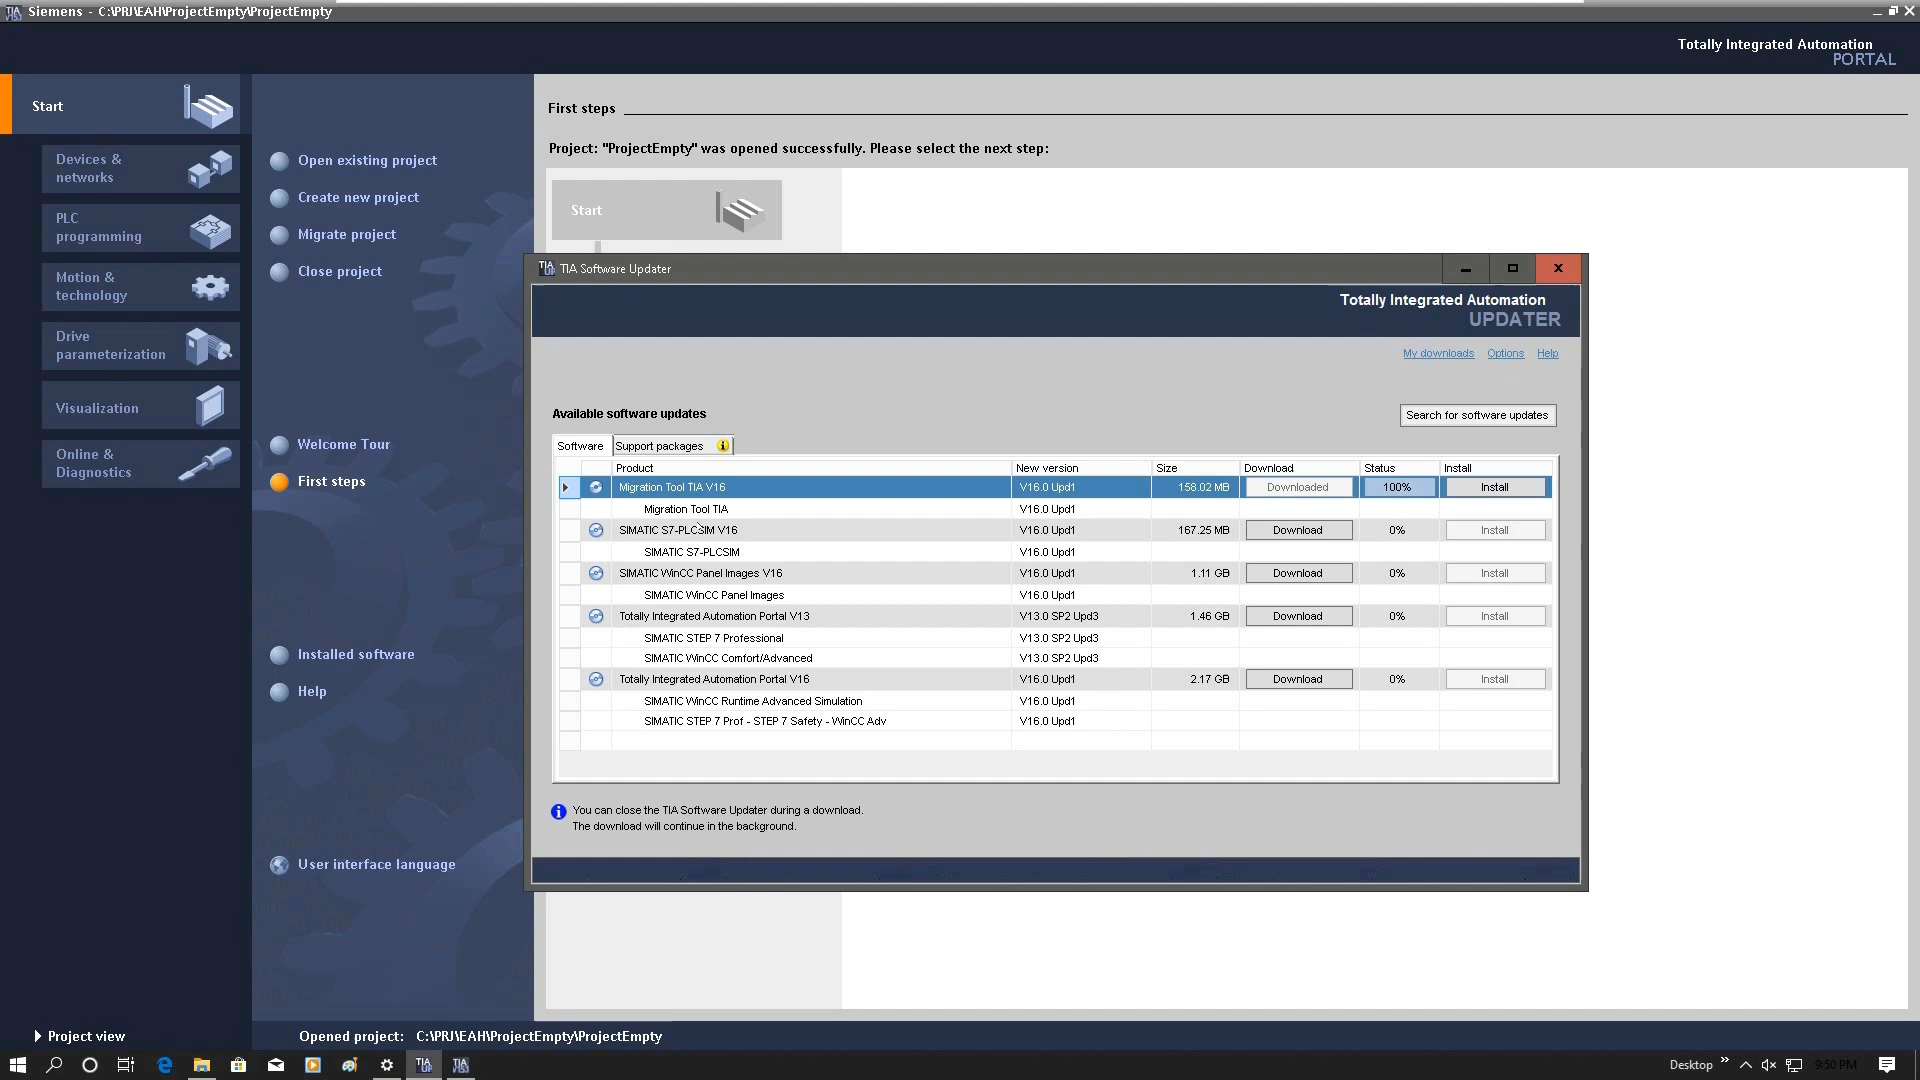 Siemens - C:\PRJ\EAH\ProjectEmpty\ProjectEmpty
Totally Integrated Automation
PORTAL
Start
Devices &
networks
PLC
programming
Motion &
technology
Drive
parameterization
Visualization
Online &
Diagnostics
Open existing project
Create new project
Migrate project
Close project
Welcome Tour
First steps
Installed software
Help
User interface language
First steps
Project: "ProjectEmpty" was opened successfully. Please select the next step:
Start
TIA Software Updater
Totally Integrated Automation
UPDATER
My downloads Options Help
Available software updates
Search for software updates
Software Support packages
Product New version Size Download Status Install
Migration Tool TIA V16 V16.0 Upd1 158.02 MB Downloaded 100% Install
Migration Tool TIA V16.0 Upd1
SIMATIC S7-PLCSIM V16 V16.0 Upd1 167.25 MB Download 0% Install
SIMATIC S7-PLCSIM V16.0 Upd1
SIMATIC WinCC Panel Images V16 V16.0 Upd1 1.11 GB Download 0% Install
SIMATIC WinCC Panel Images V16.0 Upd1
Totally Integrated Automation Portal V13 V13.0 SP2 Upd3 1.46 GB Download 0% Install
SIMATIC STEP 7 Professional V13.0 SP2 Upd3
SIMATIC WinCC Comfort/Advanced V13.0 SP2 Upd3
Totally Integrated Automation Portal V16 V16.0 Upd1 2.17 GB Download 0% Install
SIMATIC WinCC Runtime Advanced Simulation V16.0 Upd1
SIMATIC STEP 7 Prof - STEP 7 Safety - WinCC Adv V16.0 Upd1
You can close the TIA Software Updater during a download.
The download will continue in the background.
Project view
Opened project: C:\PRJ\EAH\ProjectEmpty\ProjectEmpty
Desktop
9:50 PM